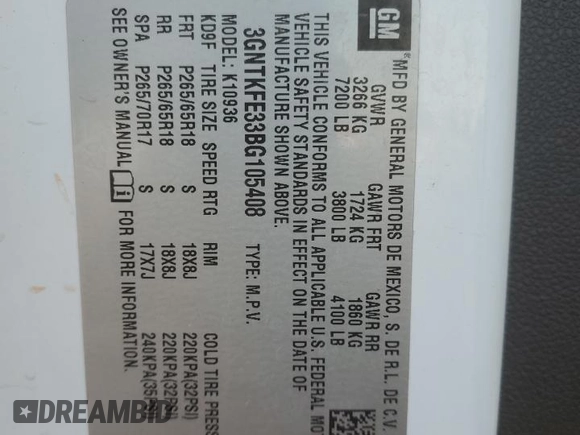 GM
®MFD BY GENERAL MOTORS DE MEXICO, S. DE R.L. DE C.V.
GVWR GAWR FRT GAWR RR
3266 KG 1724 KG 1860 KG
7200 LB 3800 LB 4100 LB
THIS VEHICLE CONFORMS TO ALL APPLICABLE U.S. FEDERAL MO
VEHICLE SAFETY STANDARDS IN EFFECT ON THE DATE OF
MANUFACTURE SHOWN ABOVE.
3GNTKFE33BG105408 TYPE: M.P.V.
MODEL: K10936
KD9F TIRE SIZE SPEED RTG RIM COLD TIRE PRESS
FRT P265/65R18 S 18X8J 220KPA(32PSI)
RR P265/65R18 S 18X8J 220KPA(32PSI)
SPA P265/70R17 S 17X7J 240KPA(35PSI)
SEE OWNER'S MANUAL i FOR MORE INFORMATION.
DREAMBID